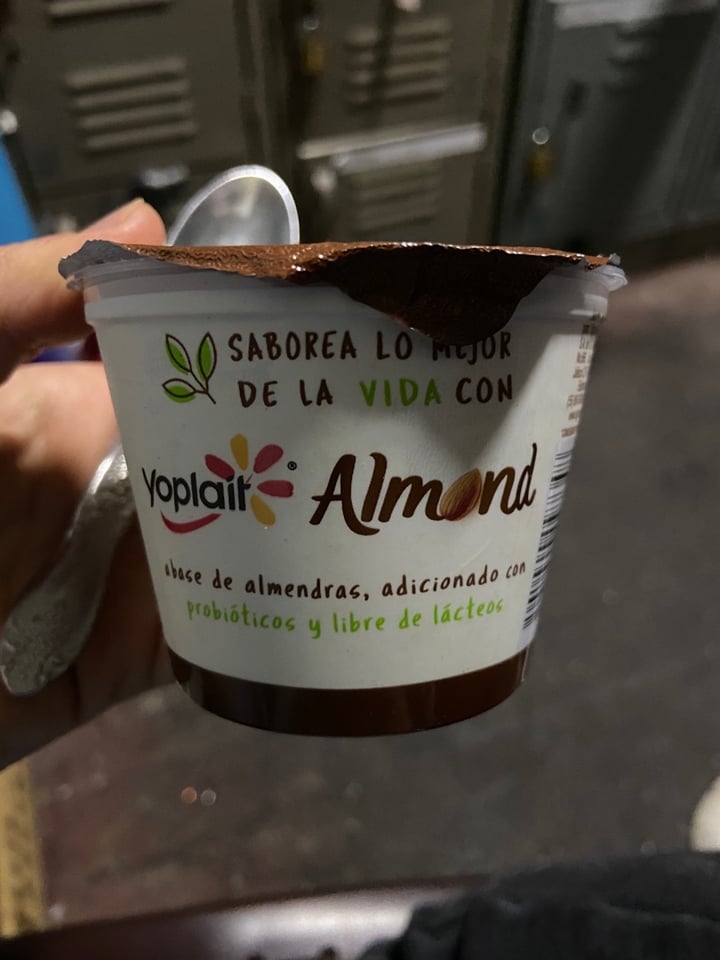 SABOREA LO MEJOR
DE LA VIDA CON
Yoplait® Almond
a base de almendras, adicionado con
probióticos y libre de lácteos